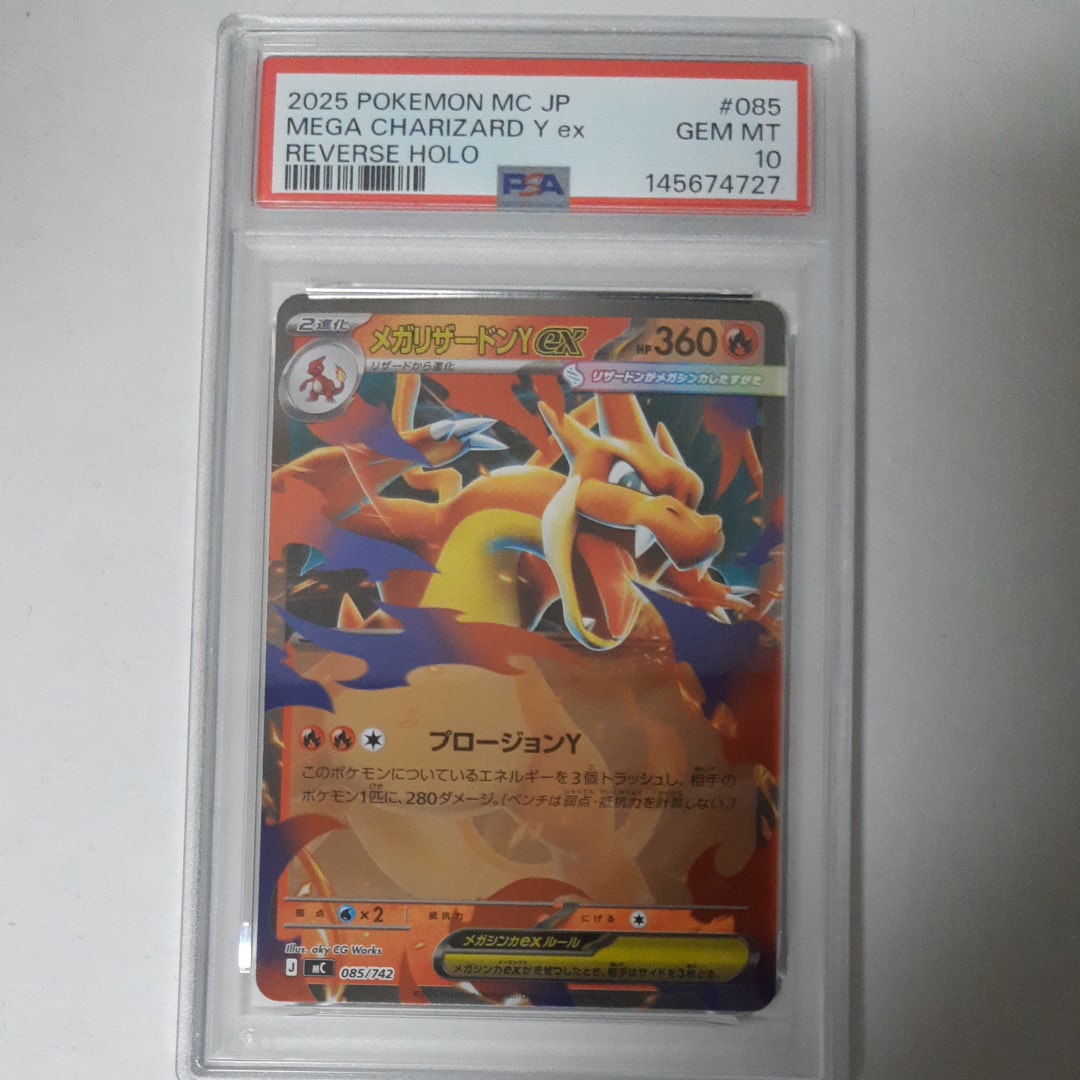 2025 POKEMON MC JP #085
MEGA CHARIZARD Y ex GEM MT
REVERSE HOLO 10
PSA 145674727
2進化 メガリザードンYex HP360
リザードから進化
リザードンがメガシンカしたすがた
プロージョンY
このポケモンについているエネルギーを3個トラッシュし、相手の
ポケモン1匹に、280ダメージ。[ベンチは弱点・抵抗力を計算しない。]
弱点 ×2 抵抗力 にげる
メガシンカexルール
メガシンカexがきぜつしたとき、相手はサイドを3枚とる。
Illus. aky CG Works
J MC 085/742